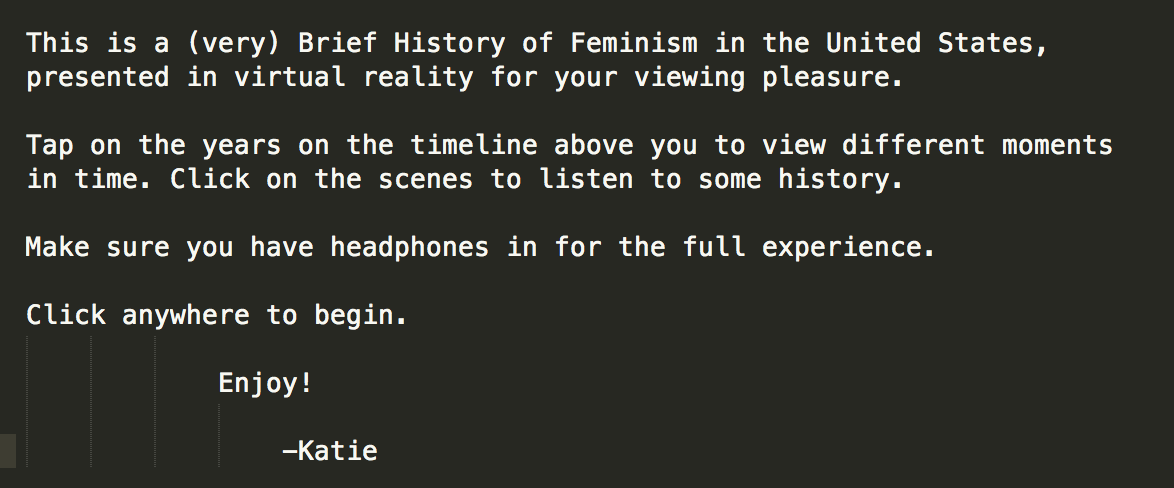 This is a (very) Brief History of Feminism in the United States,
presented in virtual reality for your viewing pleasure.
Tap on the years on the timeline above you to view different moments
in time. Click on the scenes to listen to some history.
Make sure you have headphones in for the full experience.
Click anywhere to begin.
Enjoy!
–Katie